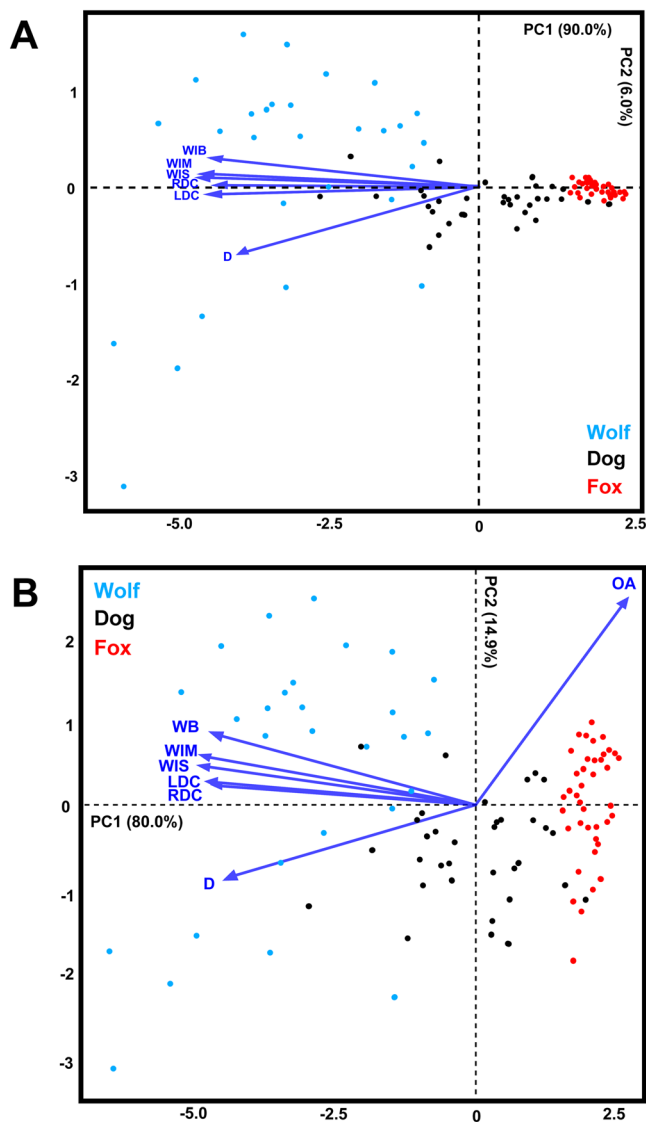 A
PC1 (90.0%)
PC2 (6.0%)
1
WIB
WIM
WIS
RDC
LDC
0
D
-1
-2
-3
Wolf
Dog
Fox
-5.0 -2.5 0 2.5
B
Wolf
Dog
Fox
PC2 (14.9%)
OA
2
1
WB
WIM
WIS
LDC
RDC
0
PC1 (80.0%)
D
-1
-2
-3
-5.0 -2.5 0 2.5